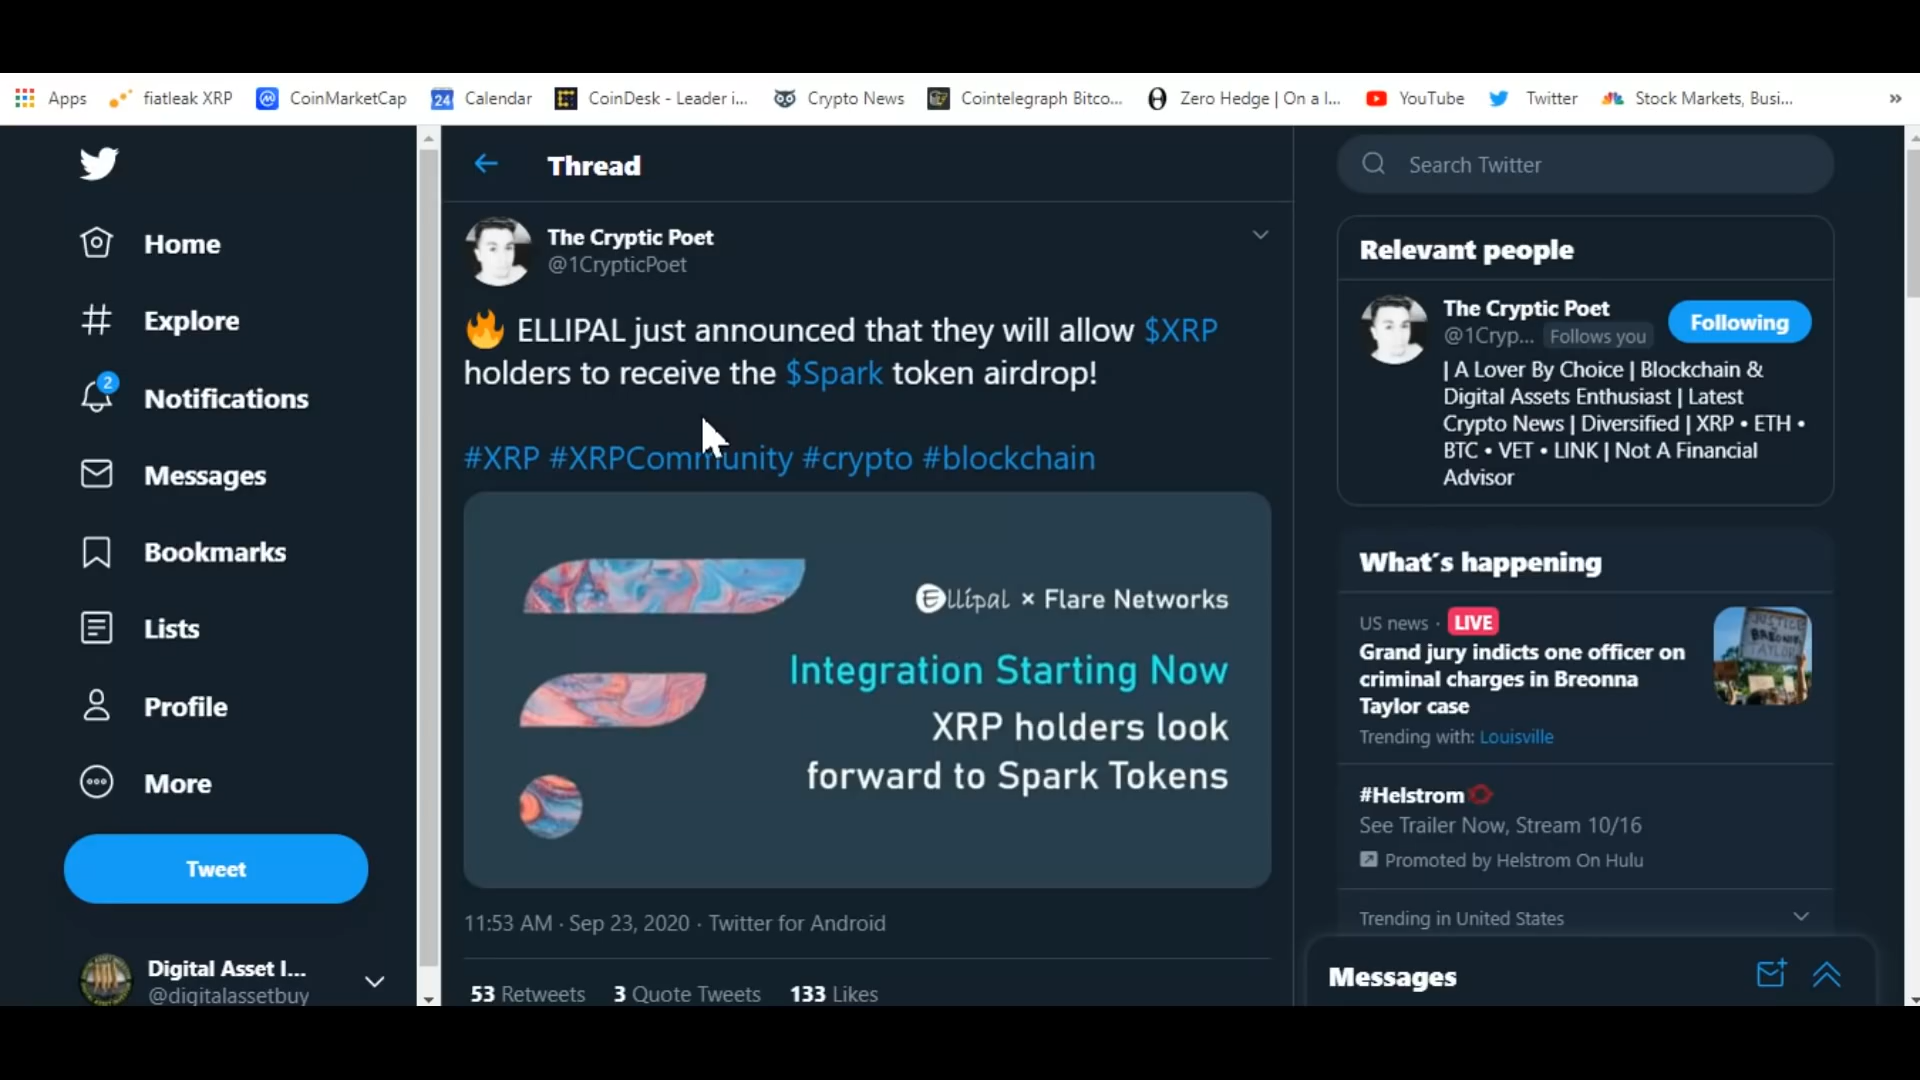 Apps
fiatleak XRP
CoinMarketCap
24
Calendar
CoinDesk - Leader i...
Crypto News
Cointelegraph Bitco...
Zero Hedge | On a l...
YouTube
Twitter
Stock Markets, Busi...
»
Home
Explore
2
Notifications
Messages
Bookmarks
Lists
Profile
More
Tweet
Digital Asset I...
@digitalassetbuy
Thread
The Cryptic Poet
@1CrypticPoet
🔥 ELLIPAL just announced that they will allow $XRP
holders to receive the $Spark token airdrop!
#XRP #XRPCommunity #crypto #blockchain
Ellipal × Flare Networks
Integration Starting Now
XRP holders look
forward to Spark Tokens
11:53 AM · Sep 23, 2020 · Twitter for Android
53 Retweets 3 Quote Tweets 133 Likes
Search Twitter
Relevant people
The Cryptic Poet
@1Cryp... Follows you
Following
| A Lover By Choice | Blockchain &
Digital Assets Enthusiast | Latest
Crypto News | Diversified | XRP • ETH •
BTC • VET • LINK | Not A Financial
Advisor
What´s happening
US news · LIVE
Grand jury indicts one officer on
criminal charges in Breonna
Taylor case
Trending with: Louisville
JUSTICE
BREONNA
TAYLOR
#Helstrom
See Trailer Now, Stream 10/16
Promoted by Helstrom On Hulu
Trending in United States
Messages